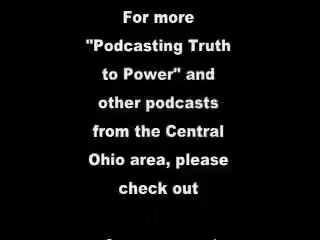 For more
"Podcasting Truth
to Power" and
other podcasts
from the Central
Ohio area, please
check out